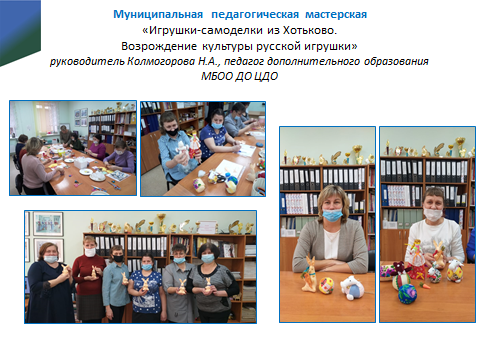 Муниципальная педагогическая мастерская
«Игрушки-самоделки из Хотьково.
Возрождение культуры русской игрушки»
руководитель Колмогорова Н.А., педагог дополнительного образования
МБОО ДО ЦДО